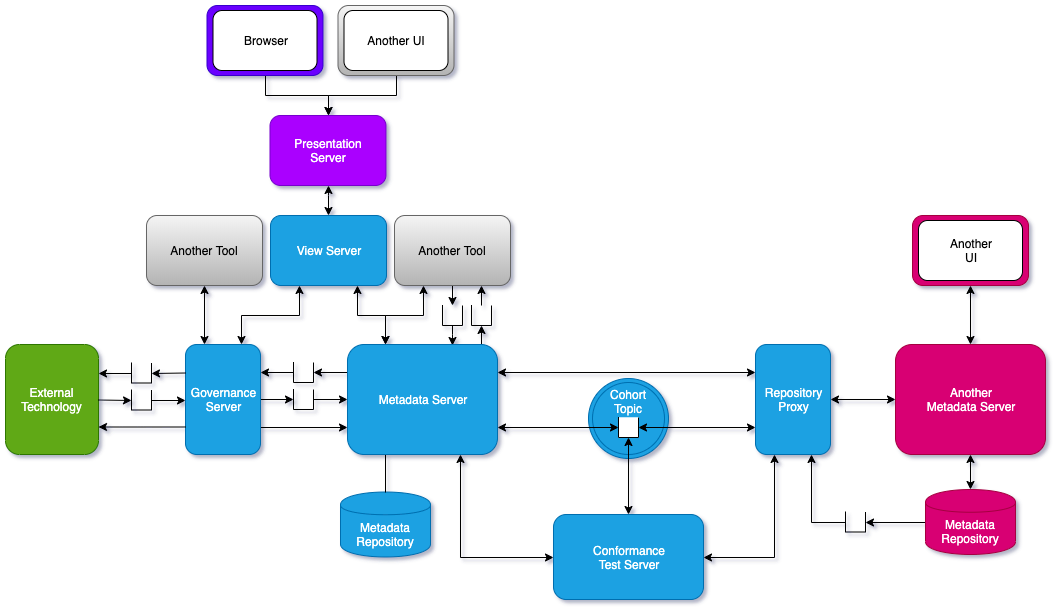 Browser
Another UI
Presentation
Server
Another Tool
View Server
Another Tool
Another
UI
External
Technology
Governance
Server
Metadata Server
Cohort
Topic
Repository
Proxy
Another
Metadata Server
Metadata
Repository
Conformance
Test Server
Metadata
Repository